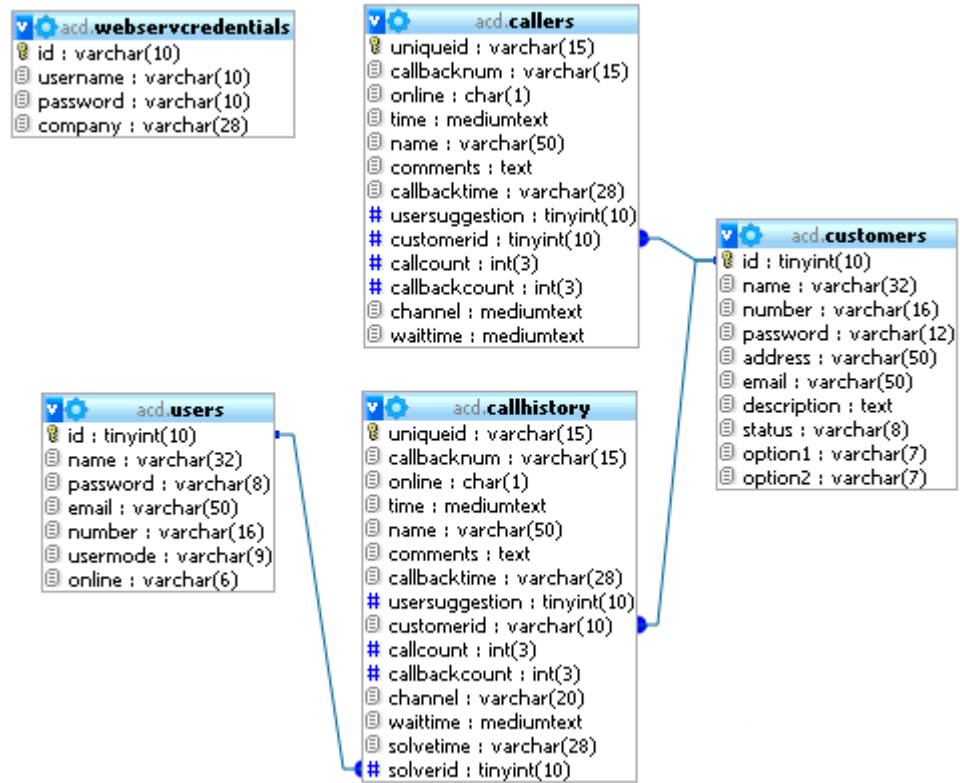 acd.webservcredentials
id : varchar(10)
username : varchar(10)
password : varchar(10)
company : varchar(28)
acd.callers
uniqueid : varchar(15)
callbacknum : varchar(15)
online : char(1)
time : mediumtext
name : varchar(50)
comments : text
callbacktime : varchar(28)
# usersuggestion : tinyint(10)
# customerid : tinyint(10)
# callcount : int(3)
# callbackcount : int(3)
channel : mediumtext
waittime : mediumtext
acd.customers
id : tinyint(10)
name : varchar(32)
number : varchar(16)
password : varchar(12)
address : varchar(50)
email : varchar(50)
description : text
status : varchar(8)
option1 : varchar(7)
option2 : varchar(7)
acd.users
id : tinyint(10)
name : varchar(32)
password : varchar(8)
email : varchar(50)
number : varchar(16)
usermode : varchar(9)
online : varchar(6)
acd.callhistory
uniqueid : varchar(15)
callbacknum : varchar(15)
online : char(1)
time : mediumtext
name : varchar(50)
comments : text
callbacktime : varchar(28)
# usersuggestion : tinyint(10)
customerid : varchar(10)
# callcount : int(3)
# callbackcount : int(3)
channel : varchar(20)
waittime : mediumtext
solvetime : varchar(28)
# solverid : tinyint(10)